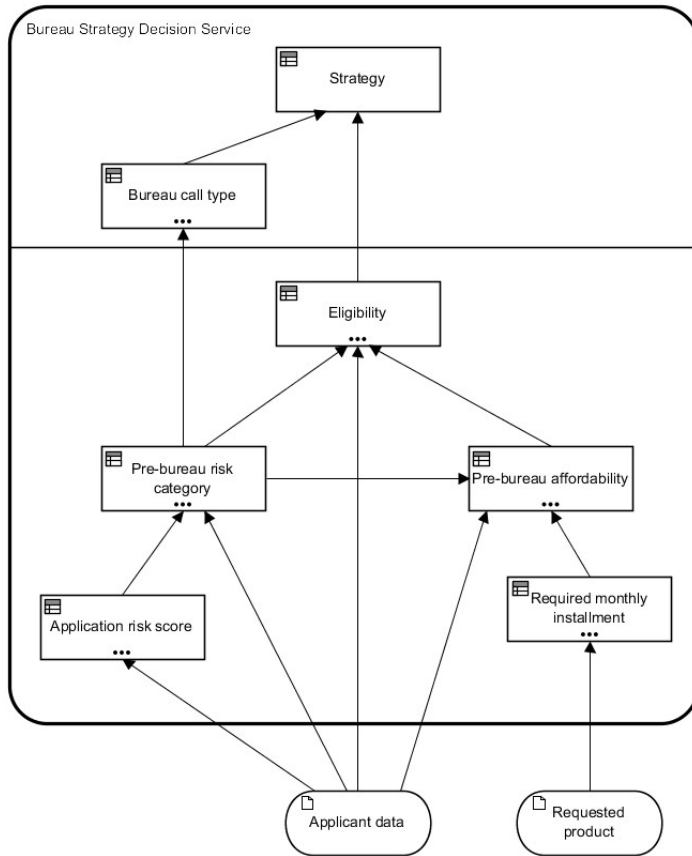 Bureau Strategy Decision Service
Strategy
Bureau call type
Eligibility
Pre-bureau risk
category
Pre-bureau affordability
Application risk score
Required monthly
installment
Applicant data
Requested
product